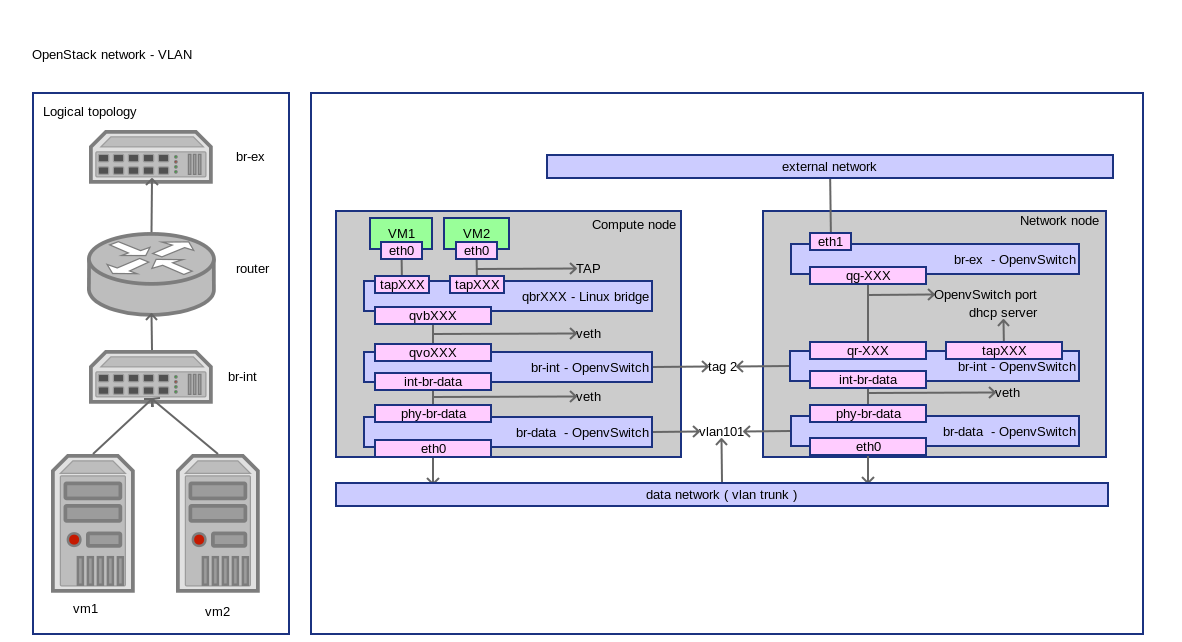 OpenStack network - VLAN
Logical topology
br-ex
router
br-int
vm1
vm2
external network
Compute node
VM1
VM2
eth0
eth0
TAP
tapXXX
tapXXX
qbrXXX - Linux bridge
qvbXXX
veth
qvoXXX
br-int - OpenvSwitch
int-br-data
veth
phy-br-data
br-data - OpenvSwitch
eth0
tag 2
vlan101
Network node
eth1
br-ex - OpenvSwitch
qg-XXX
OpenvSwitch port
dhcp server
qr-XXX
tapXXX
br-int - OpenvSwitch
int-br-data
veth
phy-br-data
br-data - OpenvSwitch
eth0
data network ( vlan trunk )